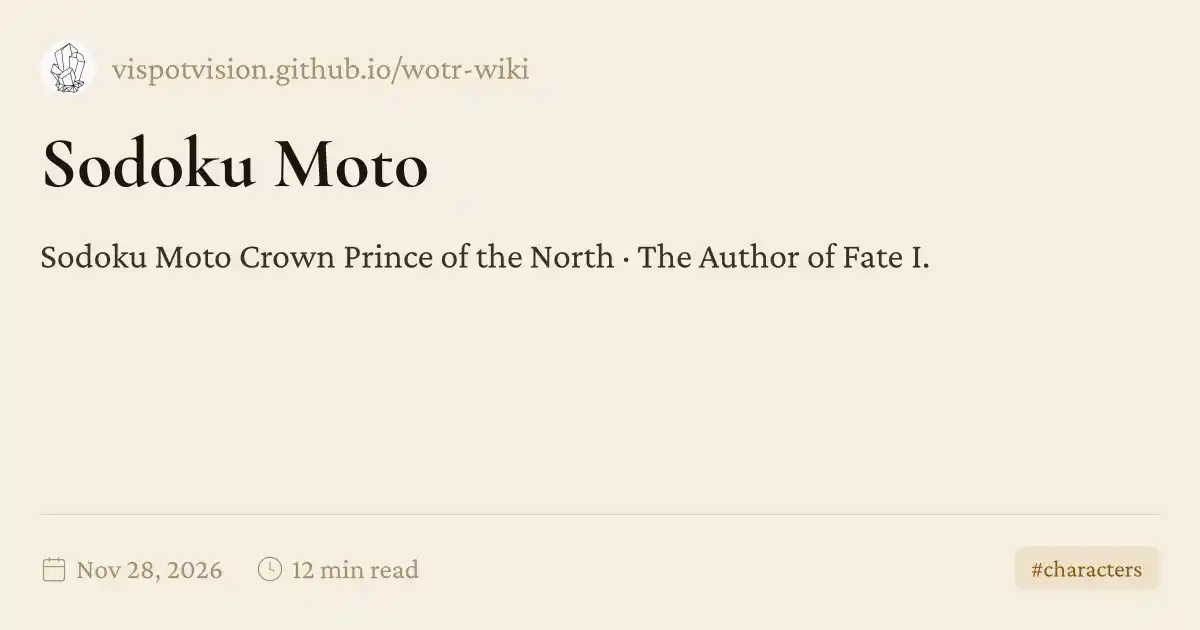 vispotvision.github.io/wotr-wiki
Sodoku Moto
Sodoku Moto Crown Prince of the North · The Author of Fate I.
Nov 28, 2026
12 min read
#characters